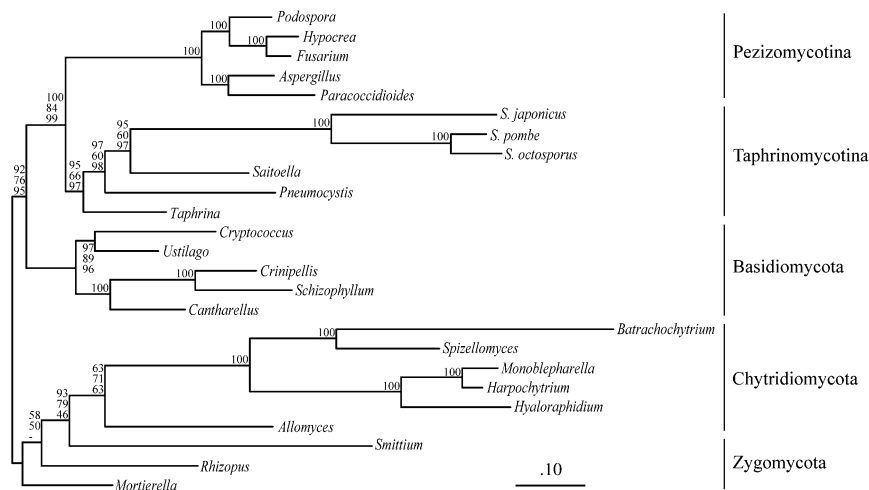 Podospora
100
Hypocrea
100
Fusarium
100
Pezizomycotina
Aspergillus
100
Paracoccidioides
100
84
99
S. japonicus
95
60
97
100
S. pombe
100
S. octosporus
97
60
98
Taphrinomycotina
Saitoella
95
66
97
Pneumocystis
Taphrina
92
76
95
Cryptococcus
97
89
96
Ustilago
Basidiomycota
Crinipellis
100
Schizophyllum
100
Cantharellus
Batrachochytrium
100
Spizellomyces
100
63
71
63
Monoblepharella
100
Harpochytrium
Chytridiomycota
100
Hyaloraphidium
93
79
46
Allomyces
58
50
-
Smittium
Rhizopus
Zygomycota
.10
Mortierella